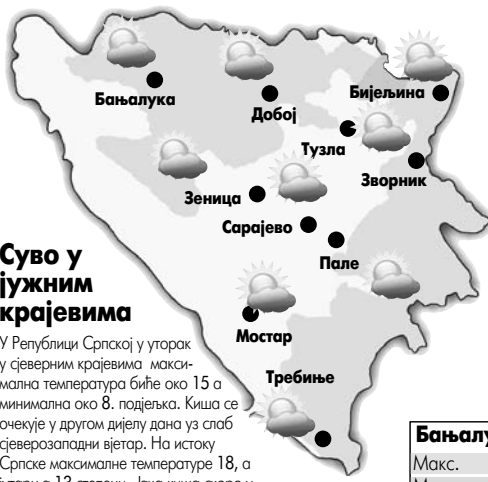 Бањалука
Добој
Бијељина
Тузла
Зворник
Зеница
Сарајево
Пале
Мостар
Требиње
Суво у
јужним
крајевима
У Републици Српској у уторак
у сјеверним крајевима макси-
мална температура биће око 15 а
минимална око 8. подјељка. Киша се
очекује у другом дијелу дана уз слаб
сјеверозападни вјетар. На истоку
Српске максималне температуре 18, а
Макс.